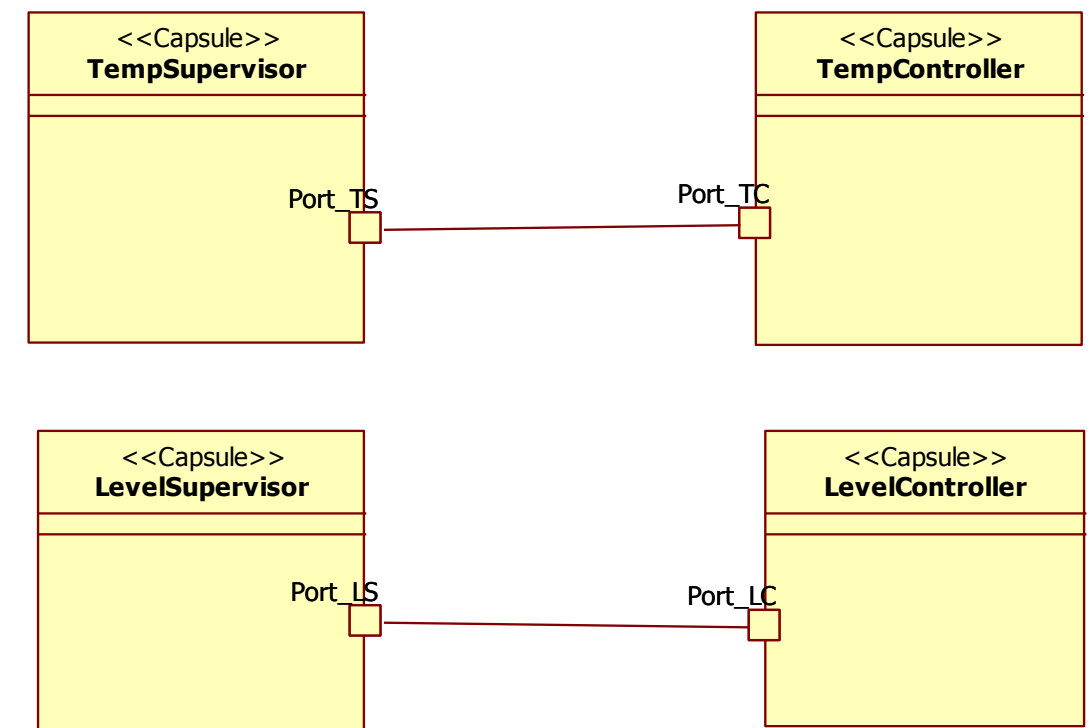 <<Capsule>>
TempSupervisor
<<Capsule>>
TempController
Port_TS
Port_TC
<<Capsule>>
LevelSupervisor
<<Capsule>>
LevelController
Port_LS
Port_LC